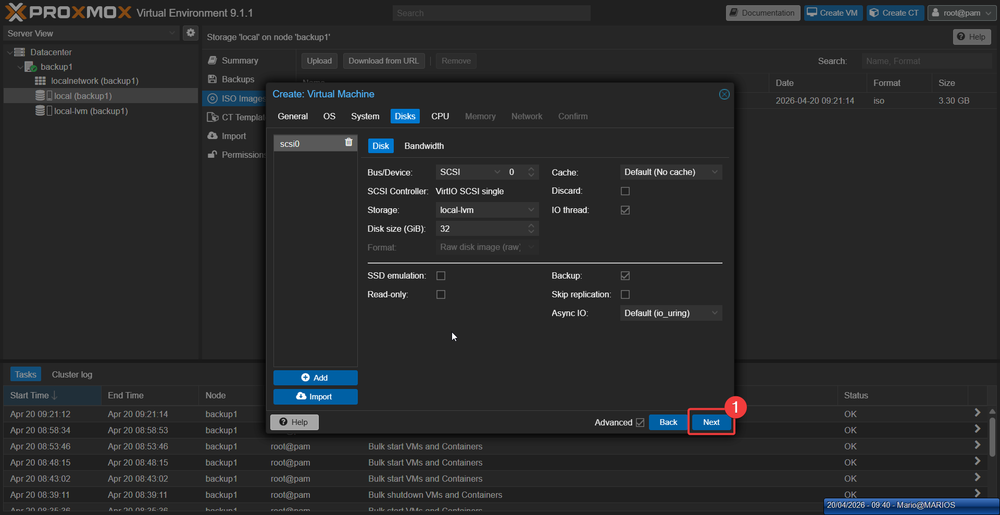 PROXMOX Virtual Environment 9.1.1
Search
Documentation
Create VM
Create CT
root@pam
Server View
Storage 'local' on node 'backup1'
Help
Datacenter
backup1
localnetwork (backup1)
local (backup1)
local-lvm (backup1)
Summary
Backups
ISO Images
CT Templat
Import
Permission
Upload
Download from URL
Remove
Search:
Name, Format
Name
Date
Format
Size
2026-04-20 09:21:14
iso
3.30 GB
Create: Virtual Machine
General
OS
System
Disks
CPU
Memory
Network
Confirm
scsi0
Disk
Bandwidth
Bus/Device:
SCSI
0
Cache:
Default (No cache)
SCSI Controller:
VirtIO SCSI single
Discard:
Storage:
local-lvm
IO thread:
Disk size (GiB):
32
Format:
Raw disk image (raw)
SSD emulation:
Backup:
Read-only:
Skip replication:
Async IO:
Default (io_uring)
Add
Import
Help
Advanced
Back
Next
1
Tasks
Cluster log
Start Time
End Time
Node
Status
Apr 20 09:21:12
Apr 20 09:21:14
backup1
OK
Apr 20 08:58:34
Apr 20 08:58:53
backup1
OK
Apr 20 08:53:46
Apr 20 08:53:46
backup1
root@pam
Bulk start VMs and Containers
OK
Apr 20 08:48:15
Apr 20 08:48:15
backup1
root@pam
Bulk start VMs and Containers
OK
Apr 20 08:43:02
Apr 20 08:43:02
backup1
root@pam
Bulk start VMs and Containers
OK
Apr 20 08:39:11
Apr 20 08:39:11
backup1
root@pam
Bulk shutdown VMs and Containers
OK
Apr 20 08:35:36
Apr 20 08:35:36
backup1
root@pam
Bulk start VMs and Containers
20/04/2026 - 09:40 - Mario@MARIOS